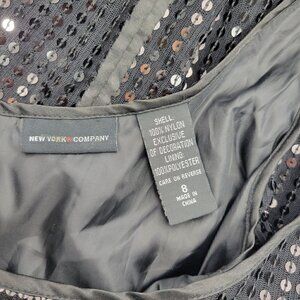 NEW YORK COMPANY
SHELL:
100% NYLON
EXCLUSIVE
OF DECORATION
LINING:
100% POLYESTER
CARE ON REVERSE
8
MADE IN
CHINA